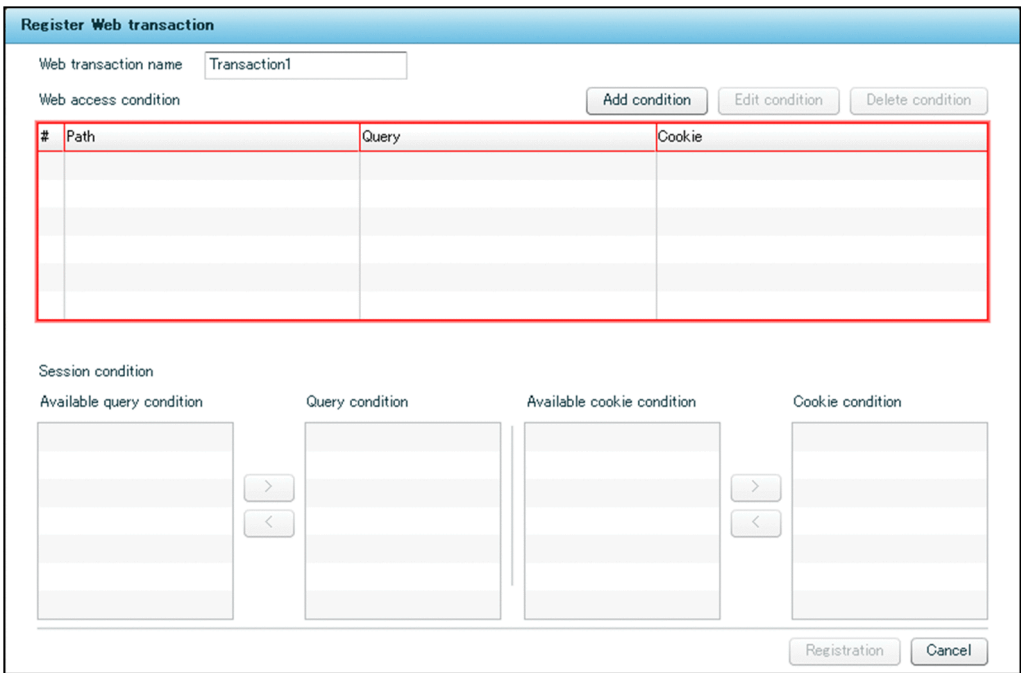 Register Web transaction
Web transaction name Transaction1
Web access condition Add condition Edit condition Delete condition
# Path Query Cookie
Session condition
Available query condition Query condition Available cookie condition Cookie condition
> >
< <
Registration Cancel